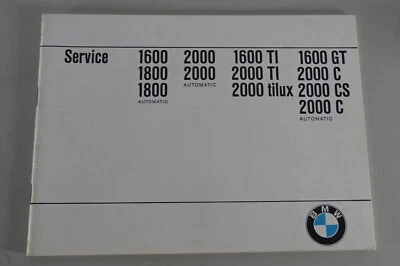 Service 1600 2000 1600 TI 1600 GT
1800 2000 2000 TI 2000 C
1800 AUTOMATIC 2000 tilux 2000 CS
AUTOMATIC 2000 C
AUTOMATIC
BMW